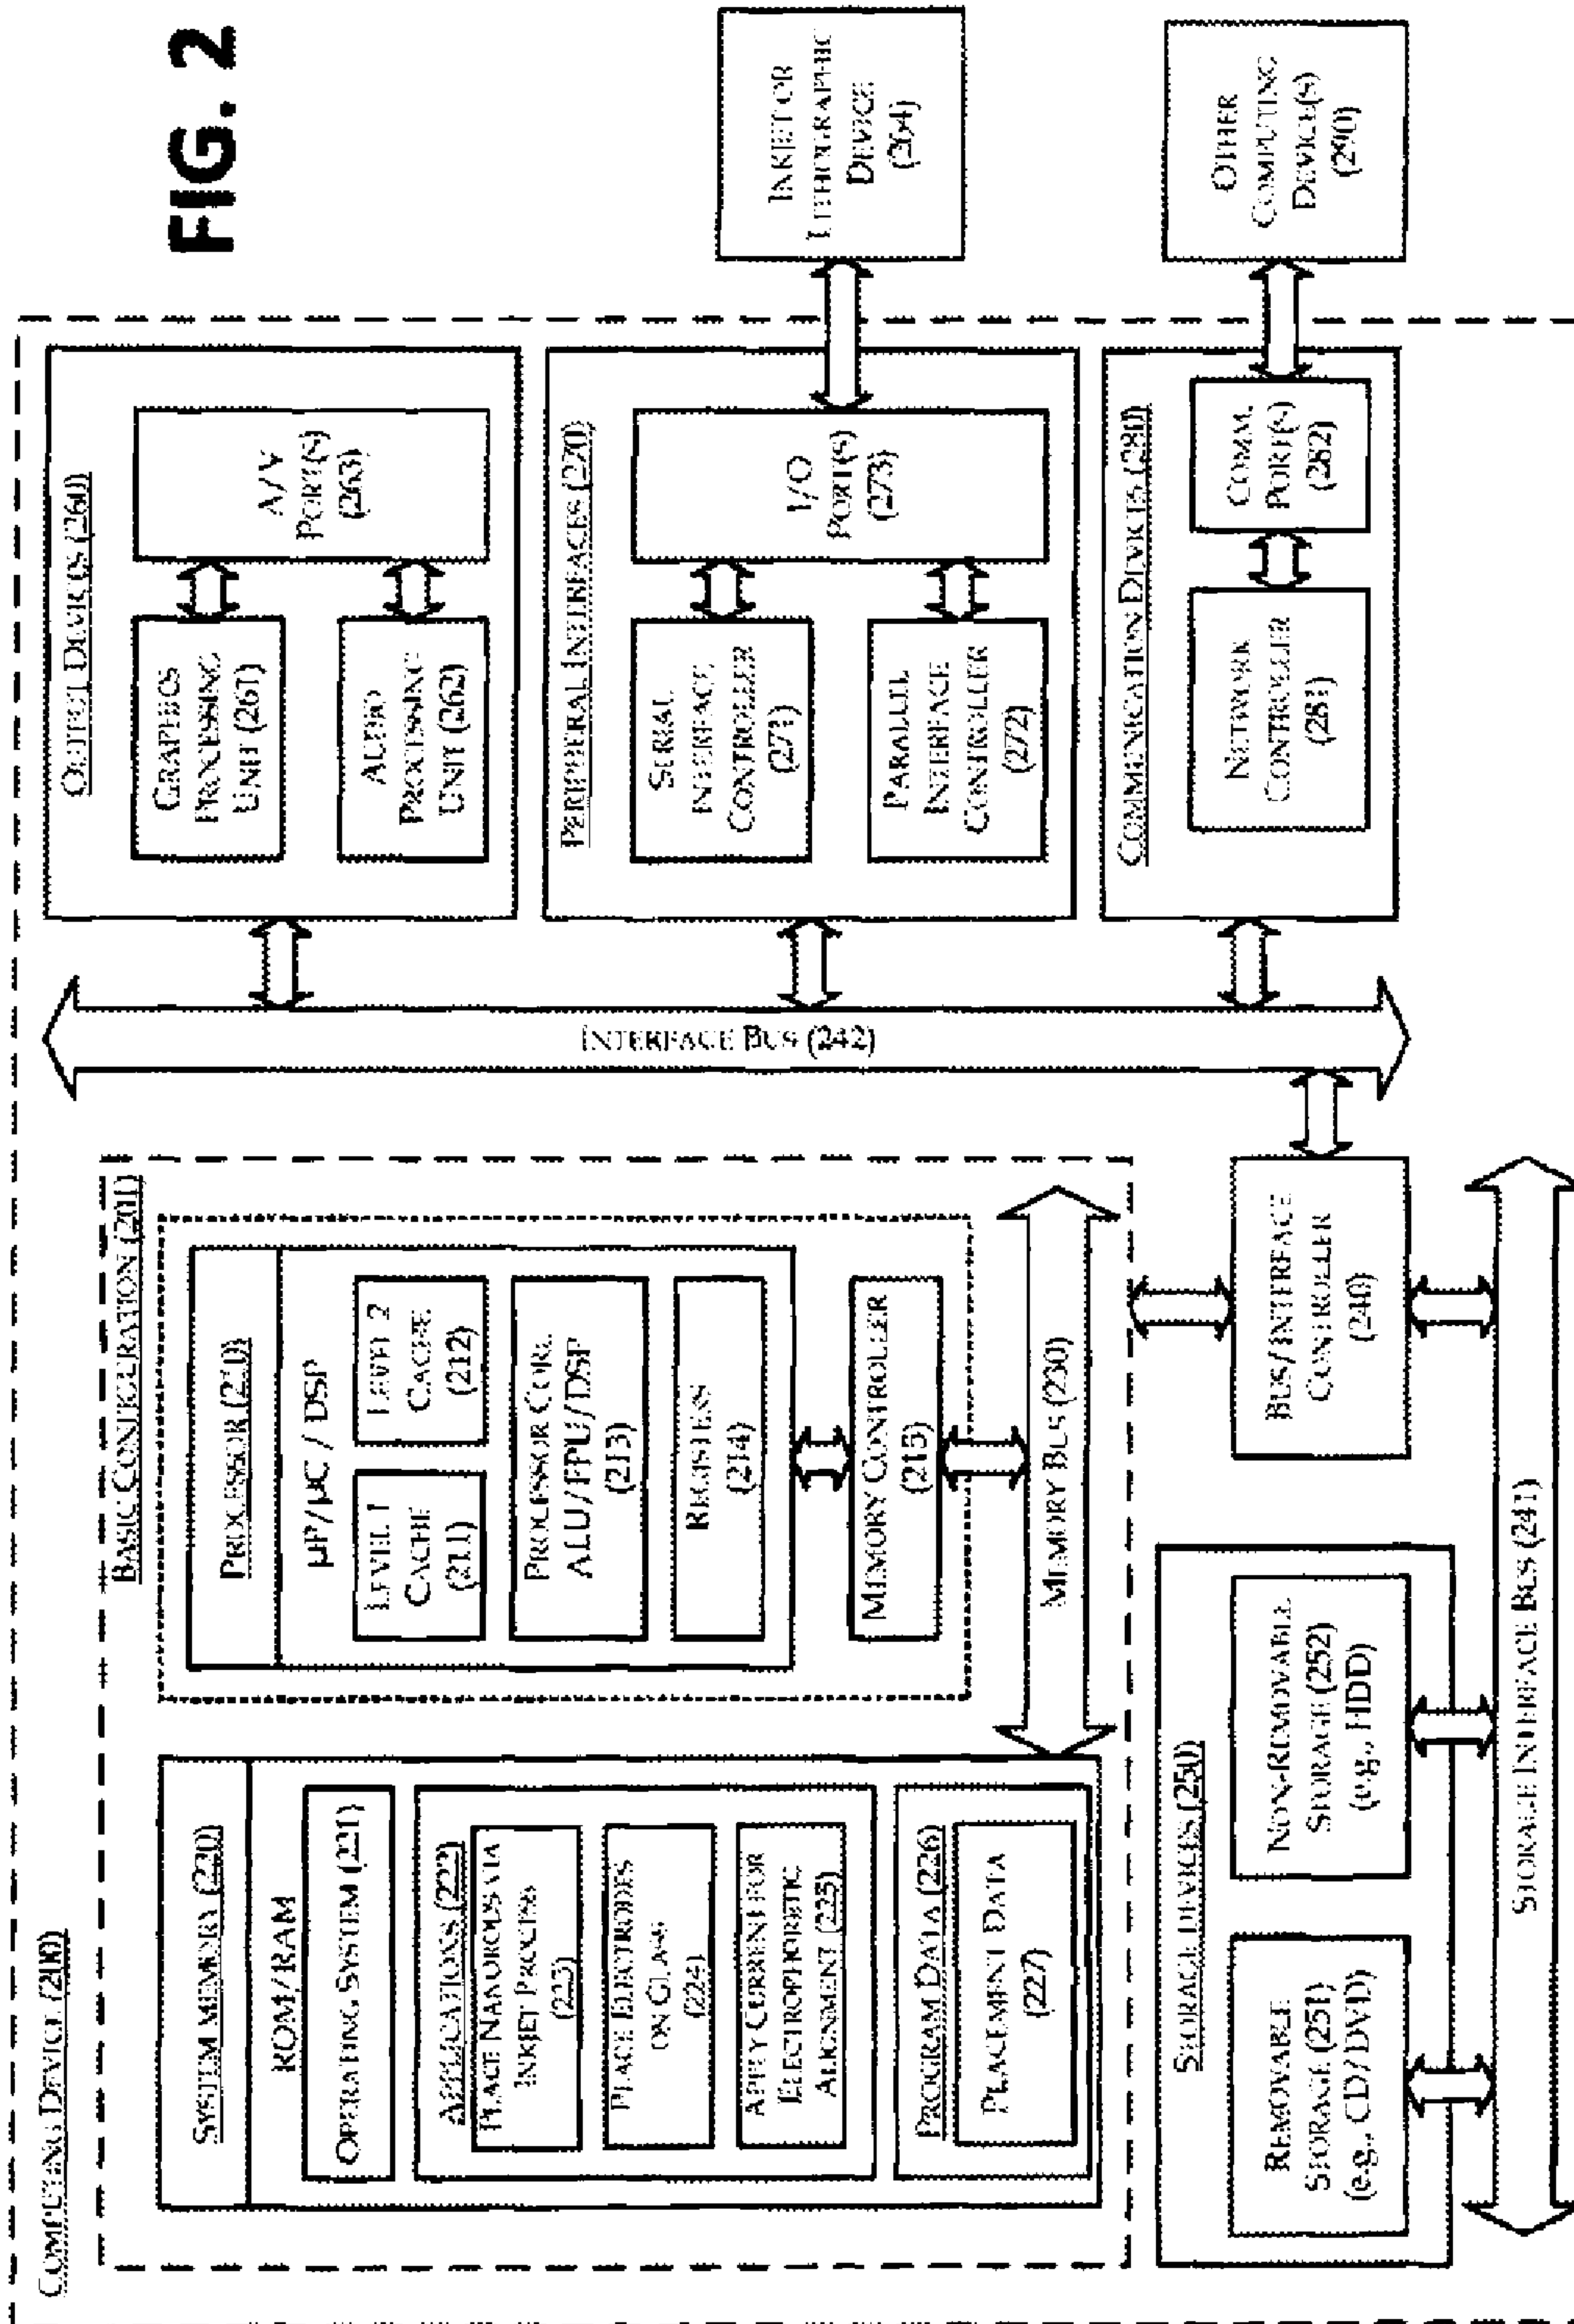 FIG. 2
COMPUTING DEVICE (200)
BASIC CONFIGURATION (201)
SYSTEM MEMORY (220)
ROM/RAM
OPERATING SYSTEM (221)
APPLICATIONS (222)
PLACE NANORODS VIA
INKJET PROCESS
(223)
PLACE ELECTRODES
ON GLASS
(224)
APPLY CURRENT FOR
ELECTROPHORETIC
ALIGNMENT (225)
PROGRAM DATA (226)
PLACEMENT DATA
(227)
PROCESSOR (210)
µP/µC / DSP
LEVEL 1
CACHE
(211)
LEVEL 2
CACHE
(212)
PROCESSOR CORE
ALU/FPU/DSP
(213)
REGISTERS
(214)
MEMORY CONTROLLER
(215)
MEMORY BUS (230)
BUS/INTERFACE
CONTROLLER
(240)
STORAGE DEVICES (250)
REMOVABLE
STORAGE (251)
(e.g., CD/DVD)
NON-REMOVABLE
STORAGE (252)
(e.g., HDD)
STORAGE INTERFACE BUS (241)
INTERFACE BUS (242)
OUTPUT DEVICES (260)
GRAPHICS
PROCESSING
UNIT (261)
AUDIO
PROCESSING
UNIT (262)
A/V
PORT(S)
(263)
PERIPHERAL INTERFACES (270)
SERIAL
INTERFACE
CONTROLLER
(271)
PARALLEL
INTERFACE
CONTROLLER
(272)
I/O
PORT(S)
(273)
COMMUNICATION DEVICES (280)
NETWORK
CONTROLLER
(281)
COMM.
PORT(S)
(282)
INKJET OR
LITHOGRAPHIC
DEVICE
(264)
OTHER
COMPUTING
DEVICE(S)
(290)